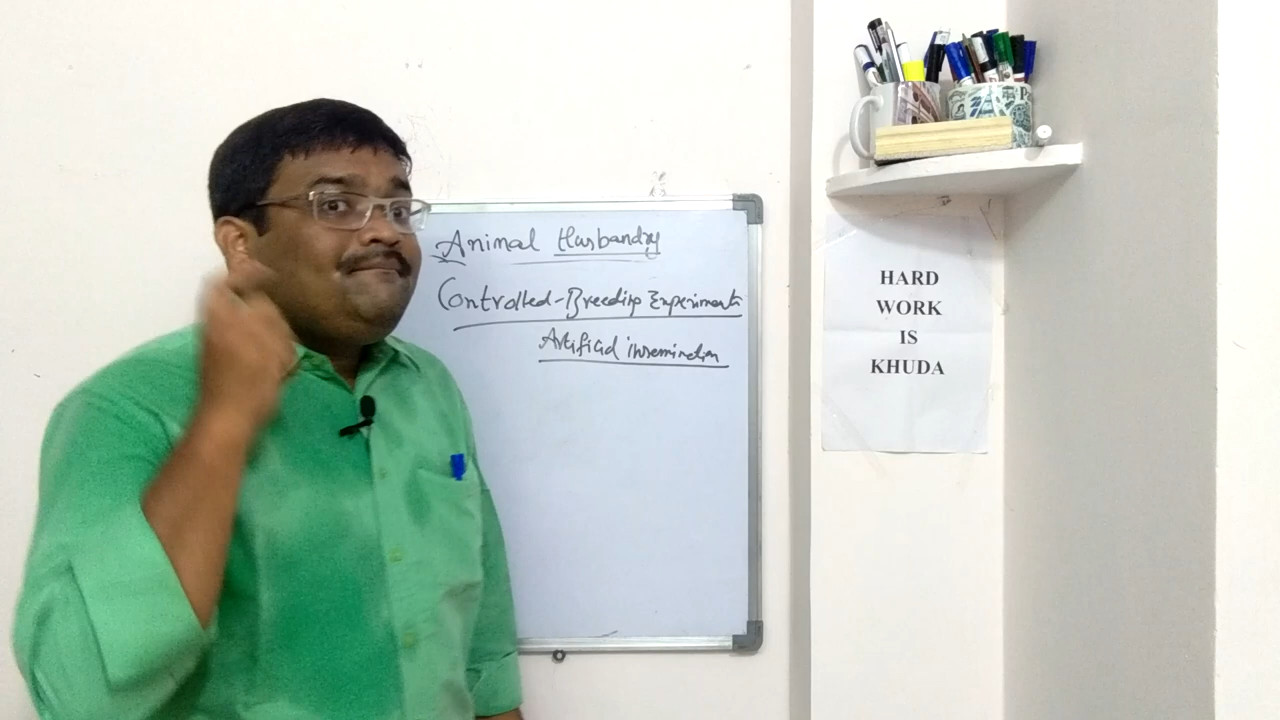 Animal Husbandry
Controlled-Breeding Experiments
Artificial insemination
HARD
WORK
IS
KHUDA